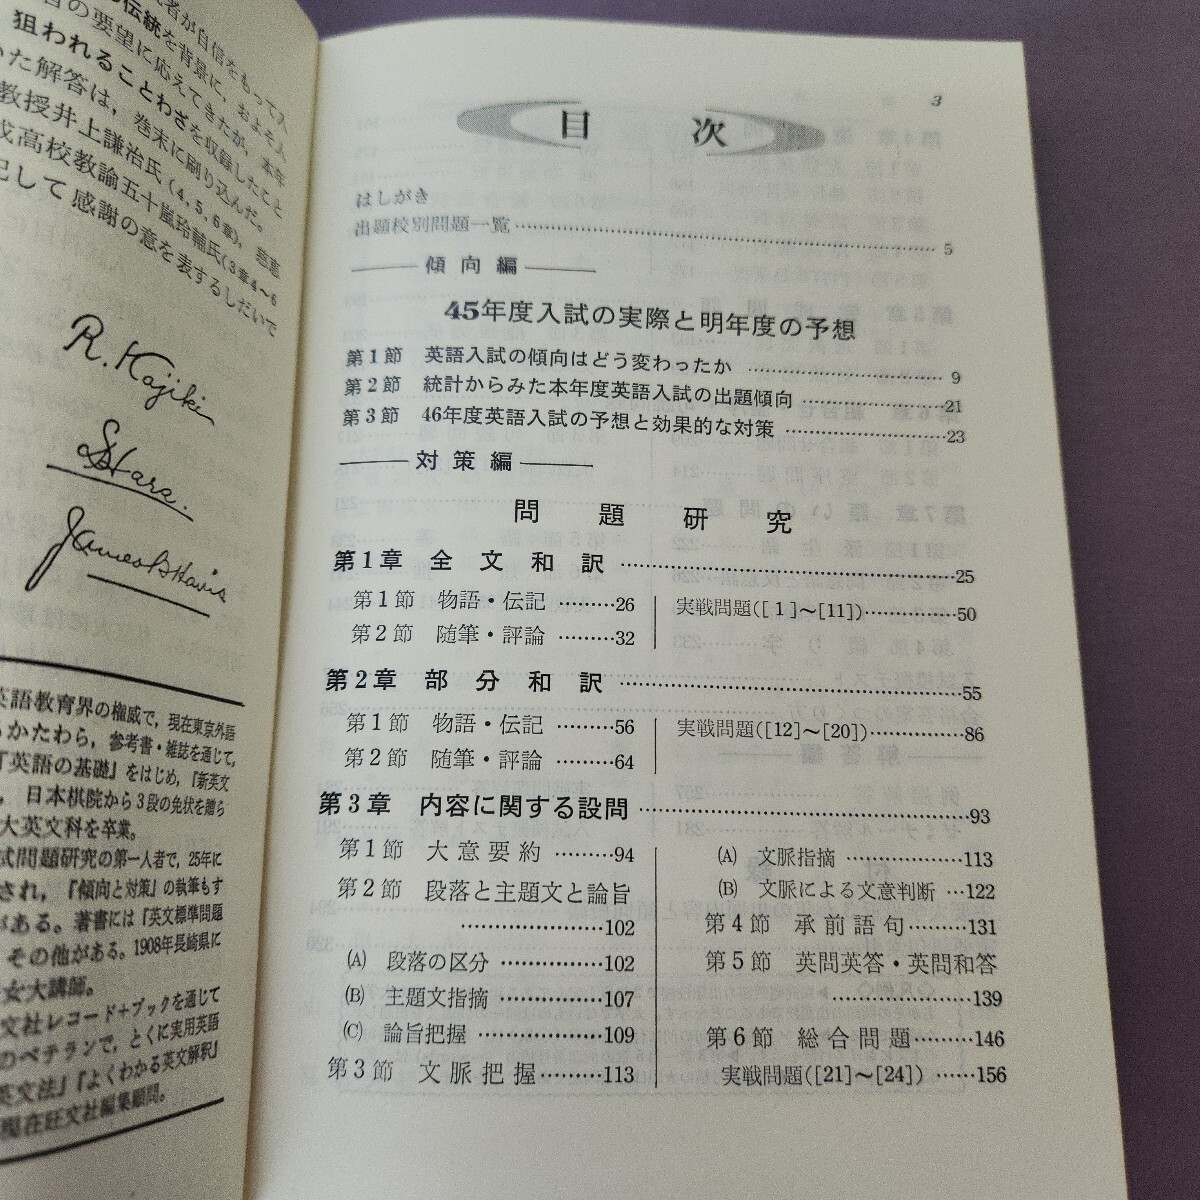 者が自信をもって入
伝統を背景に，およそ入
の要望に応えてきたが，本年
狙われることわざを収録したこと
た解答は，巻末に刷り込んだ。
教授井上謙治氏(4，5，6章)，慈恵
高校教諭五十嵐玲輔氏(3章4〜6
記して感謝の意を表するしだいで
R. Kajiki
S Hara.
James B Harris
英語教育界の権威で，現在東京外語
かたわら，参考書・雑誌を通じて，
『英語の基礎』をはじめ，『新英文
，日本棋院から3段の免状を贈ら
大英文科を卒業。
試問題研究の第一人者で，25年に
され，『傾向と対策』の執筆もす
がある。著書には『英文標準問題
その他がある。1908年長崎県に
女大講師。
文社レコード+ブックを通じて
のベテランで，とくに実用英語
英文法』『よくわかる英文解釈』
現在旺文社編集顧問。
3
目 次
はしがき
出題校別問題一覧……………5
傾向編
45年度入試の実際と明年度の予想
第1節 英語入試の傾向はどう変わったか……………9
第2節 統計からみた本年度英語入試の出題傾向……………21
第3節 46年度英語入試の予想と効果的な対策……………23
対策編
問題研究
第1章 全文和訳……………25
第1節 物語・伝記………26
第2節 随筆・評論………32
実戦問題([1]〜[11])……………50
第2章 部分和訳……………55
第1節 物語・伝記………56
第2節 随筆・評論………64
実戦問題([12]〜[20])……………86
第3章 内容に関する設問……………93
第1節 大意要約………94
第2節 段落と主題文と論旨
……………102
(A) 段落の区分……………102
(B) 主題文指摘……………107
(C) 論旨把握……………109
第3節 文脈把握………113
(A) 文脈指摘……………113
(B) 文脈による文意判断…122
第4節 承前語句………131
第5節 英問英答・英問和答
……………139
第6節 総合問題………146
実戦問題([21]〜[24])……156